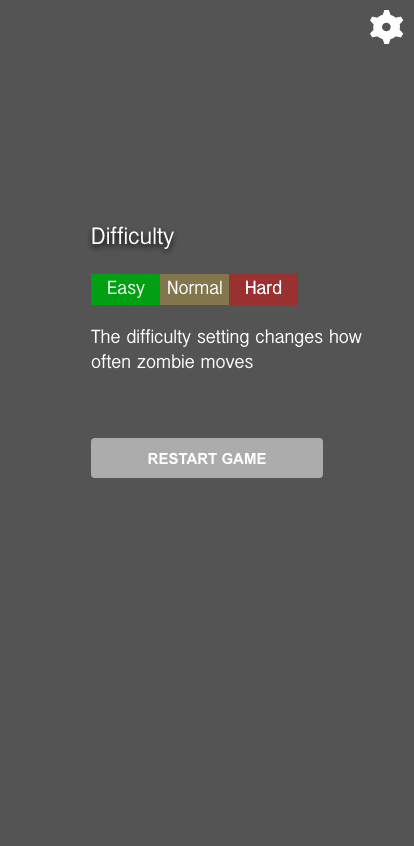 Difficulty
Easy Normal Hard
The difficulty setting changes how
often zombie moves
RESTART GAME